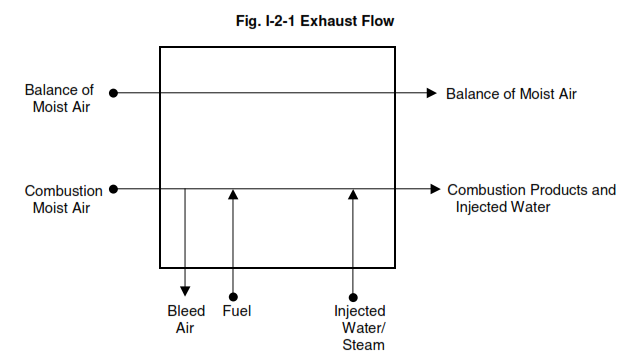 Fig. I-2-1 Exhaust Flow
Balance of
Moist Air
Balance of Moist Air
Combustion
Moist Air
Combustion Products and
Injected Water
Bleed
Air
Fuel
Injected
Water/
Steam